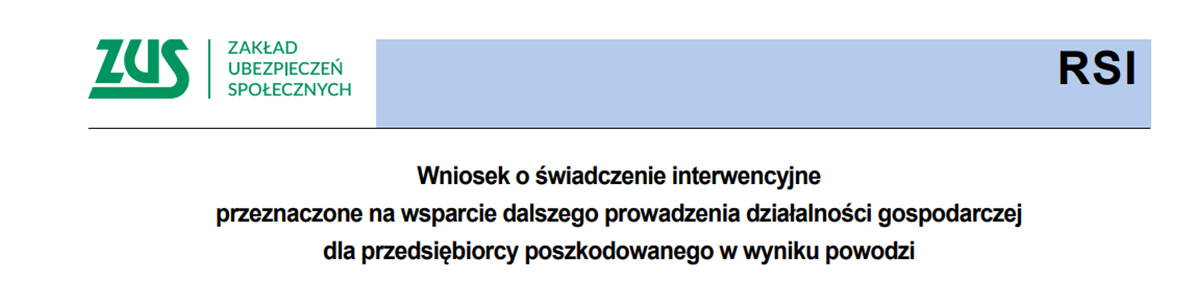 ZUS
ZAKŁAD
UBEZPIECZEŃ
SPOŁECZNYCH
RSI
Wniosek o świadczenie interwencyjne
przeznaczone na wsparcie dalszego prowadzenia działalności gospodarczej
dla przedsiębiorcy poszkodowanego w wyniku powodzi